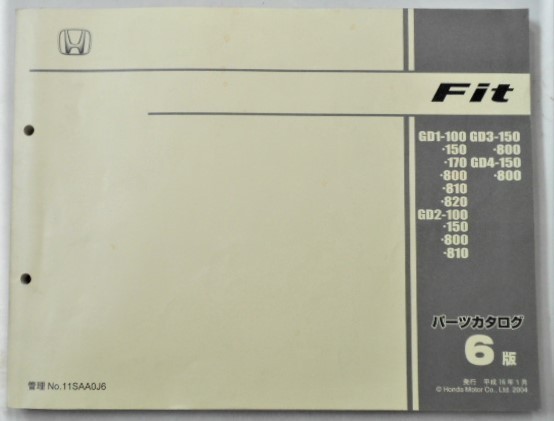 Fit
GD1-100 GD3-150
·150 ·800
·170 GD4-150
·800 ·800
·810
·820
GD2-100
·150
·800
·810
パーツカタログ
6版
発行 平成16年1月
© Honda Motor Co., Ltd. 2004
管理 No.11SAA0J6